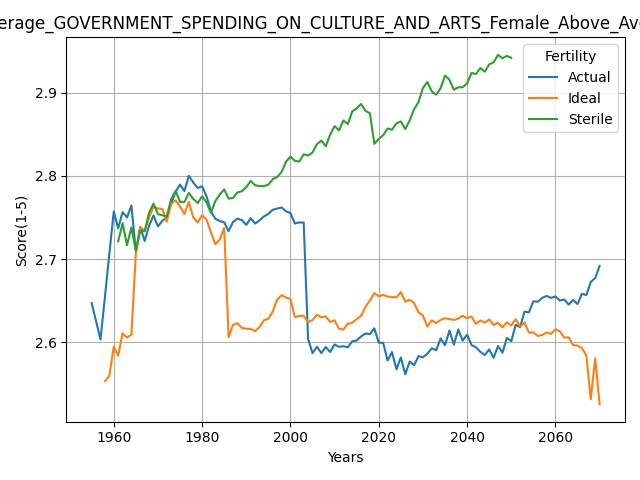 erage_GOVERNMENT_SPENDING_ON_CULTURE_AND_ARTS_Female_Above_Ave
Fertility
Actual
Ideal
Sterile
Score(1-5)
2.9
2.8
2.7
2.6
1960 1980 2000 2020 2040 2060
Years